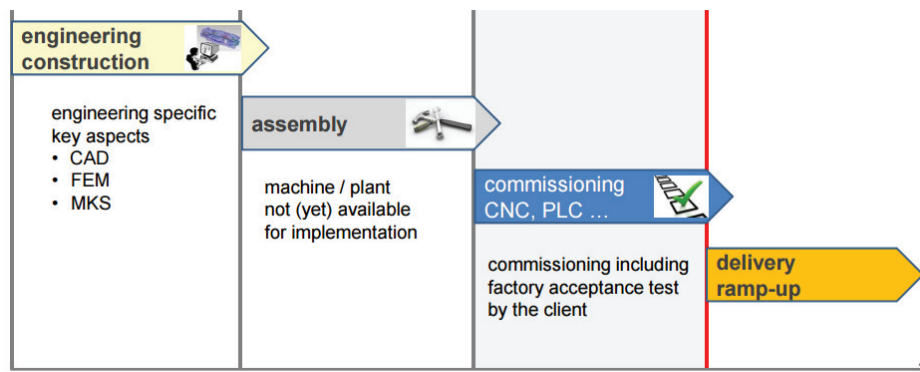 engineering
construction
engineering specific
key aspects
• CAD
• FEM
• MKS
assembly
machine / plant
not (yet) available
for implementation
commissioning
CNC, PLC ...
commissioning including
factory acceptance test
by the client
delivery
ramp-up